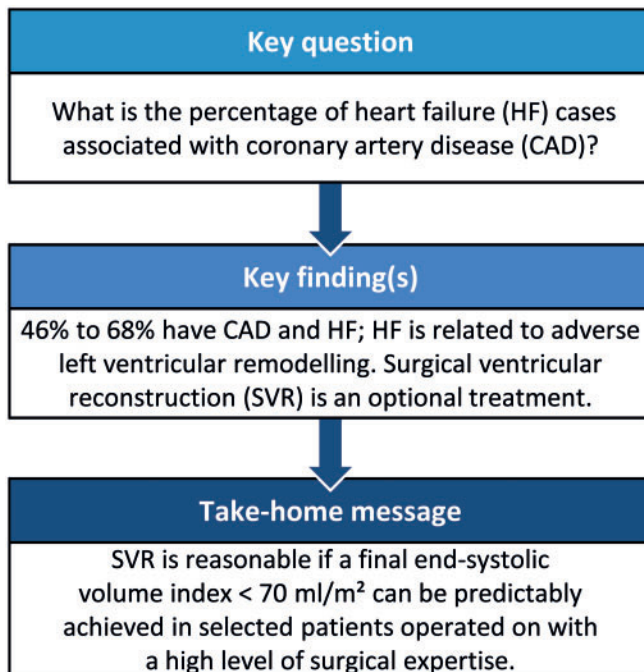 Key question
What is the percentage of heart failure (HF) cases
associated with coronary artery disease (CAD)?
Key finding(s)
46% to 68% have CAD and HF; HF is related to adverse
left ventricular remodelling. Surgical ventricular
reconstruction (SVR) is an optional treatment.
Take-home message
SVR is reasonable if a final end-systolic
volume index < 70 ml/m² can be predictably
achieved in selected patients operated on with
a high level of surgical expertise.